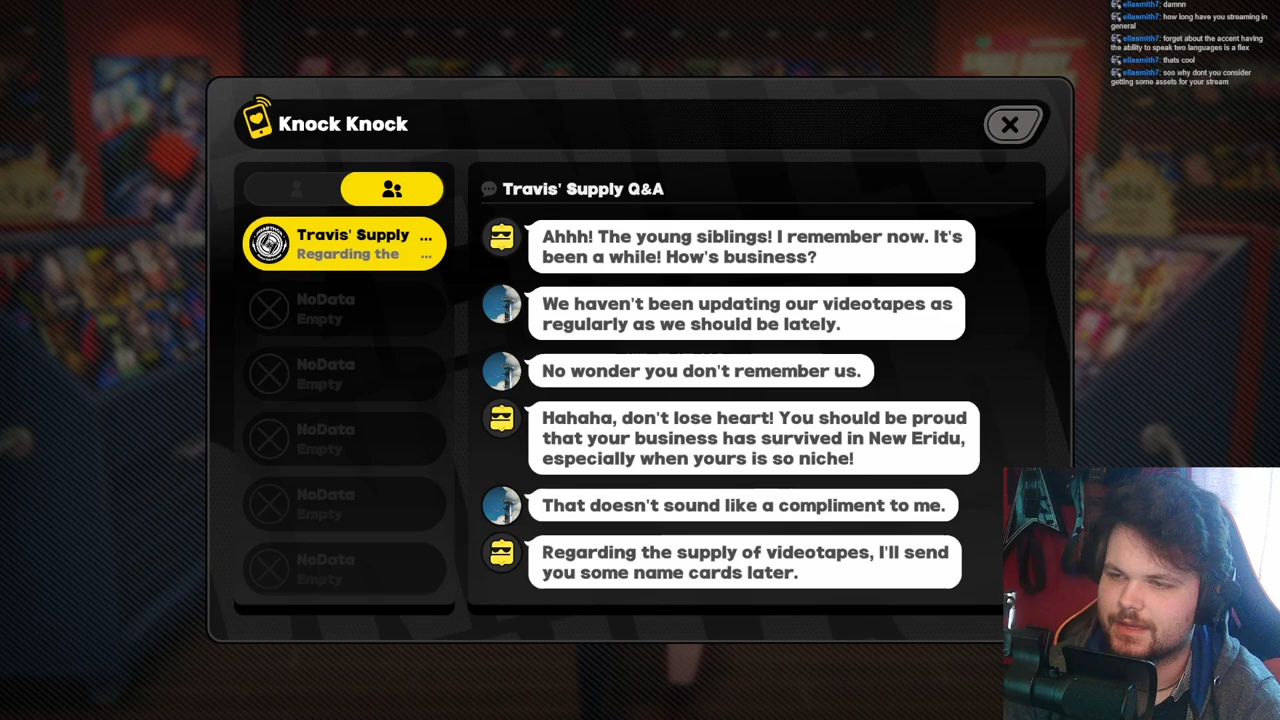 ellasmith7: damnn
ellasmith7: how long have you streaming in
general
ellasmith7: forget about the accent having
the ability to speak two languages is a flex
ellasmith7: thats cool
ellasmith7: soo why dont you consider
getting some assets for your stream
Knock Knock
Travis' Supply ...
Regarding the ...
NoData
Empty
NoData
Empty
NoData
Empty
NoData
Empty
NoData
Empty
Travis' Supply Q&A
Ahhh! The young siblings! I remember now. It's
been a while! How's business?
We haven't been updating our videotapes as
regularly as we should be lately.
No wonder you don't remember us.
Hahaha, don't lose heart! You should be proud
that your business has survived in New Eridu,
especially when yours is so niche!
That doesn't sound like a compliment to me.
Regarding the supply of videotapes, I'll send
you some name cards later.